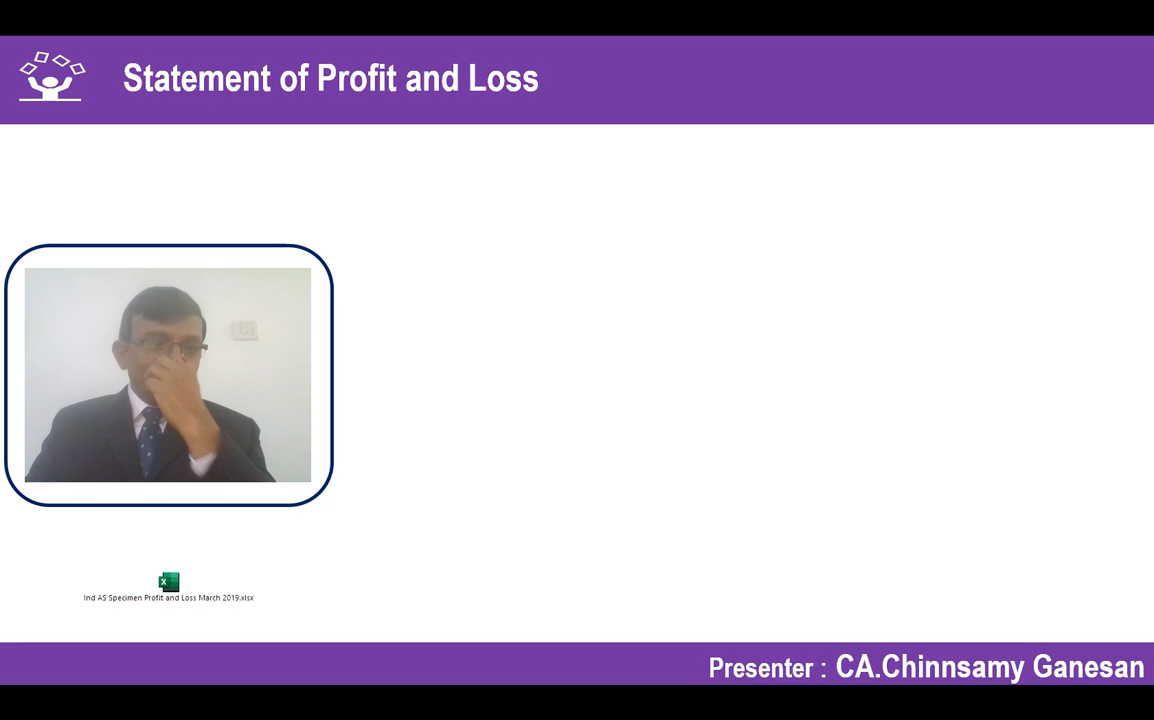 Statement of Profit and Loss
Ind AS Specimen Profit and Loss March 2019.xlsx
Presenter : CA.Chinnsamy Ganesan